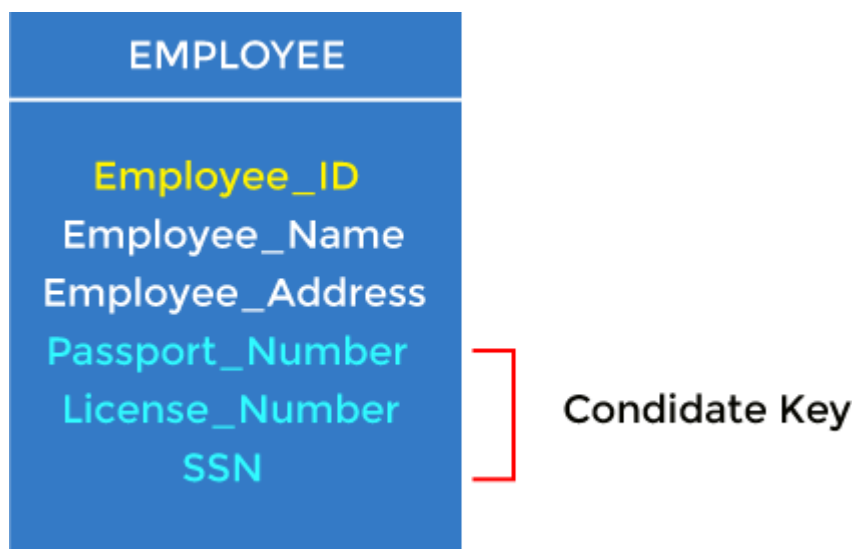 EMPLOYEE
Employee_ID
Employee_Name
Employee_Address
Passport_Number
License_Number
SSN
Condidate Key